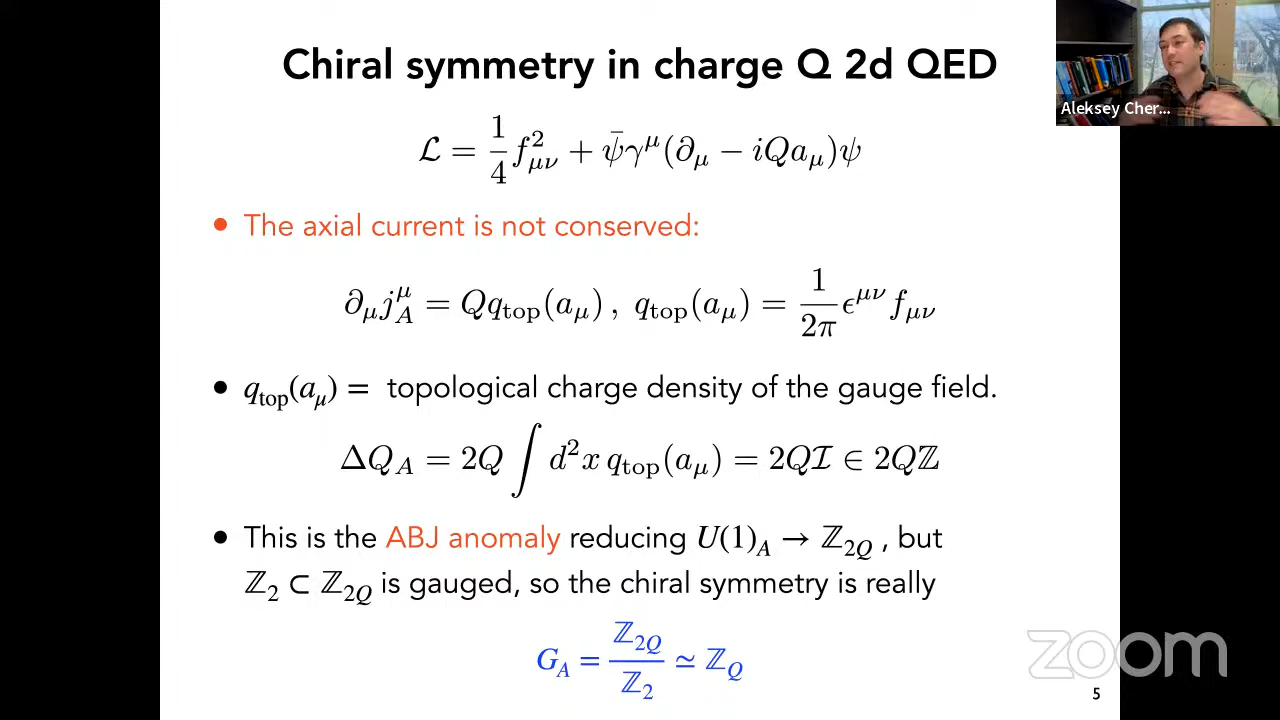 Chiral symmetry in charge Q 2d QED
Aleksey Cher...
ℒ = 1/4 f²_μν + ψ̄γ^μ(∂_μ − iQa_μ)ψ
• The axial current is not conserved:
∂_μ j^μ_A = Qq_top(a_μ) , q_top(a_μ) = 1/2π ϵ^μν f_μν
• q_top(a_μ) = topological charge density of the gauge field.
ΔQ_A = 2Q ∫ d²x q_top(a_μ) = 2Qℐ ∈ 2Qℤ
• This is the ABJ anomaly reducing U(1)_A → ℤ_2Q , but
ℤ_2 ⊂ ℤ_2Q is gauged, so the chiral symmetry is really
G_A = ℤ_2Q/ℤ_2 ≃ ℤ_Q
zoom
5